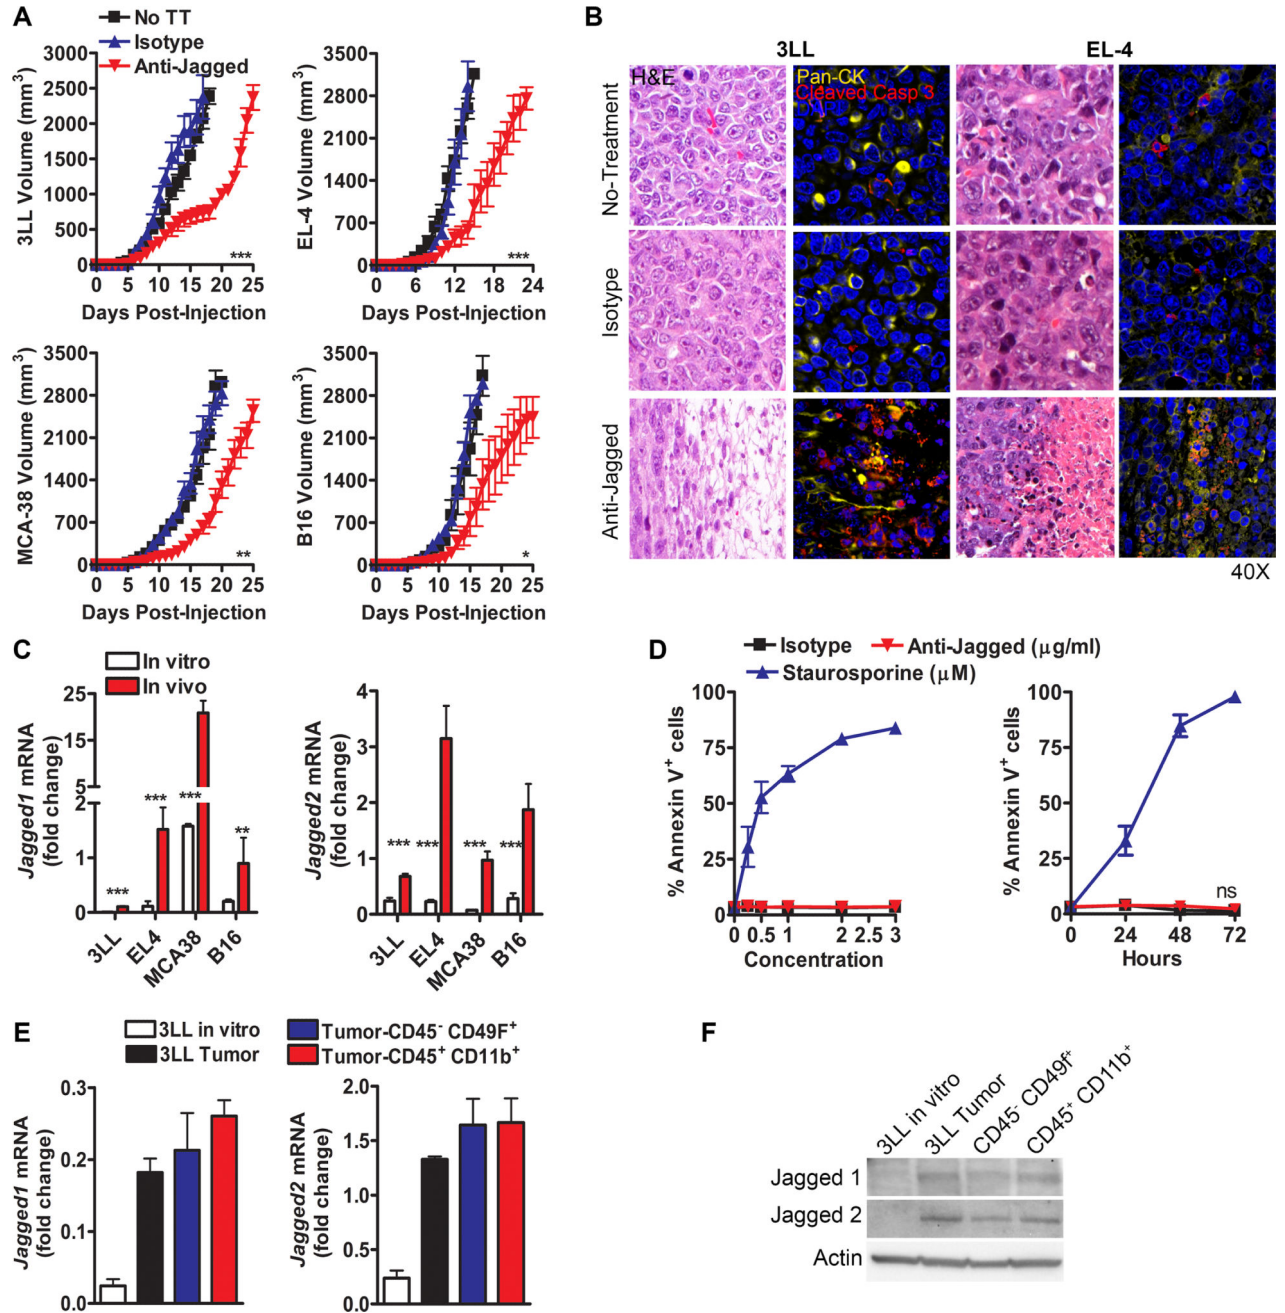 A
No TT
Isotype
Anti-Jagged
3LL Volume (mm3)
3000
2500
2000
1500
1000
500
0
0 5 10 15 20 25
***
Days Post-Injection
EL-4 Volume (mm3)
3500
2800
2100
1400
700
0
0 6 12 18 24
***
Days Post-Injection
MCA-38 Volume (mm3)
3500
2800
2100
1400
700
0
0 5 10 15 20 25
**
Days Post-Injection
B16 Volume (mm3)
3500
2800
2100
1400
700
0
0 5 10 15 20 25
*
Days Post-Injection
B
3LL
EL-4
H&E
Pan-CK
Cleaved Casp 3
No-Treatment
Isotype
Anti-Jagged
40X
C
In vitro
In vivo
Jagged1 mRNA
(fold change)
25
15
5
2
1
0
*** *** *** **
3LL EL4 MCA38 B16
Jagged2 mRNA
(fold change)
4
3
2
1
0
*** *** *** ***
3LL EL4 MCA38 B16
D
Isotype
Anti-Jagged (μg/ml)
Staurosporine (μM)
% Annexin V+ cells
100
75
50
25
0
0 0.5 1 2 2.5 3
Concentration
% Annexin V+ cells
100
75
50
25
0
ns
0 24 48 72
Hours
E
3LL in vitro
3LL Tumor
Tumor-CD45- CD49F+
Tumor-CD45+ CD11b+
Jagged1 mRNA
(fold change)
0.3
0.2
0.1
0.0
Jagged2 mRNA
(fold change)
2.0
1.5
1.0
0.5
0.0
F
3LL in vitro
3LL Tumor
CD45- CD49f+
CD45+ CD11b+
Jagged 1
Jagged 2
Actin